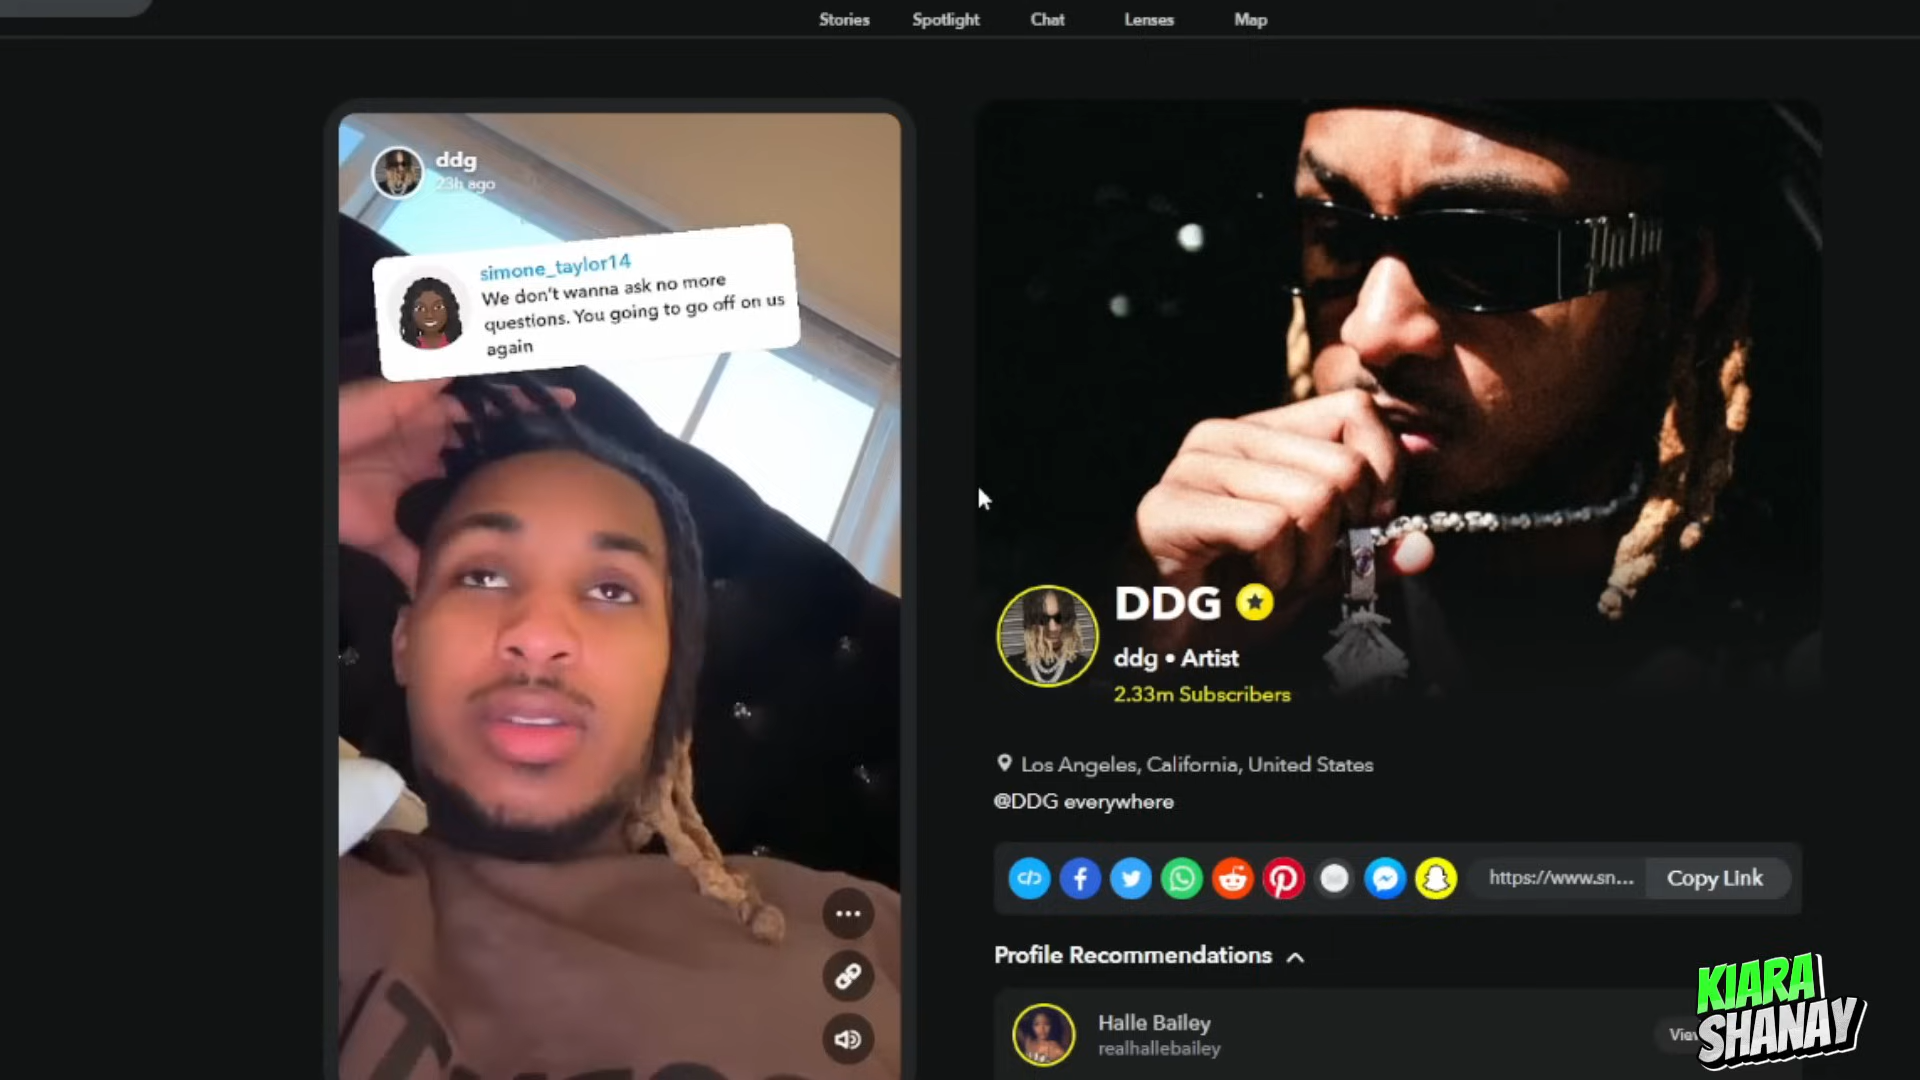 Stories Spotlight Chat Lenses Map
ddg
23h ago
simone_taylor14
We don't wanna ask no more
questions. You going to go off on us
again
DDG
ddg • Artist
2.33m Subscribers
Los Angeles, California, United States
@DDG everywhere
https://www.sn... Copy Link
Profile Recommendations
Halle Bailey
realhallebailey
KIARA
SHANAY